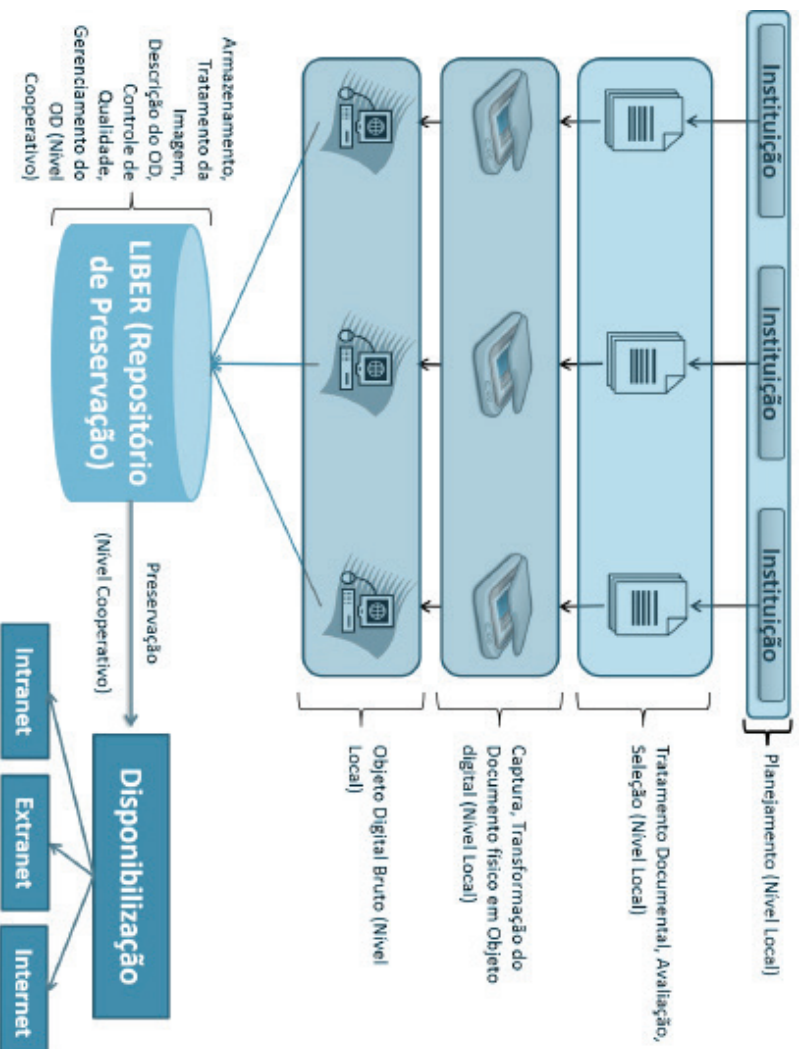 Instituição
Instituição
Instituição
Planejamento (Nível Local)
Tratamento Documental, Avaliação,
Seleção (Nível Local)
Captura, Transformação do
Documento físico em Objeto
digital (Nível Local)
Objeto Digital Bruto (Nível
Local)
Armazenamento,
Tratamento da
Imagem,
Descrição do OD,
Controle de
Qualidade,
Gerenciamento do
OD (Nível
Cooperativo)
LIBER (Repositório
de Preservação)
Preservação
(Nível Cooperativo)
Disponibilização
Intranet
Extranet
Internet